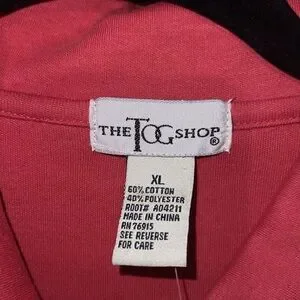 THE TOG SHOP ®
XL
60% COTTON
40% POLYESTER
ROOT# A04211
MADE IN CHINA
RN 76915
SEE REVERSE
FOR CARE